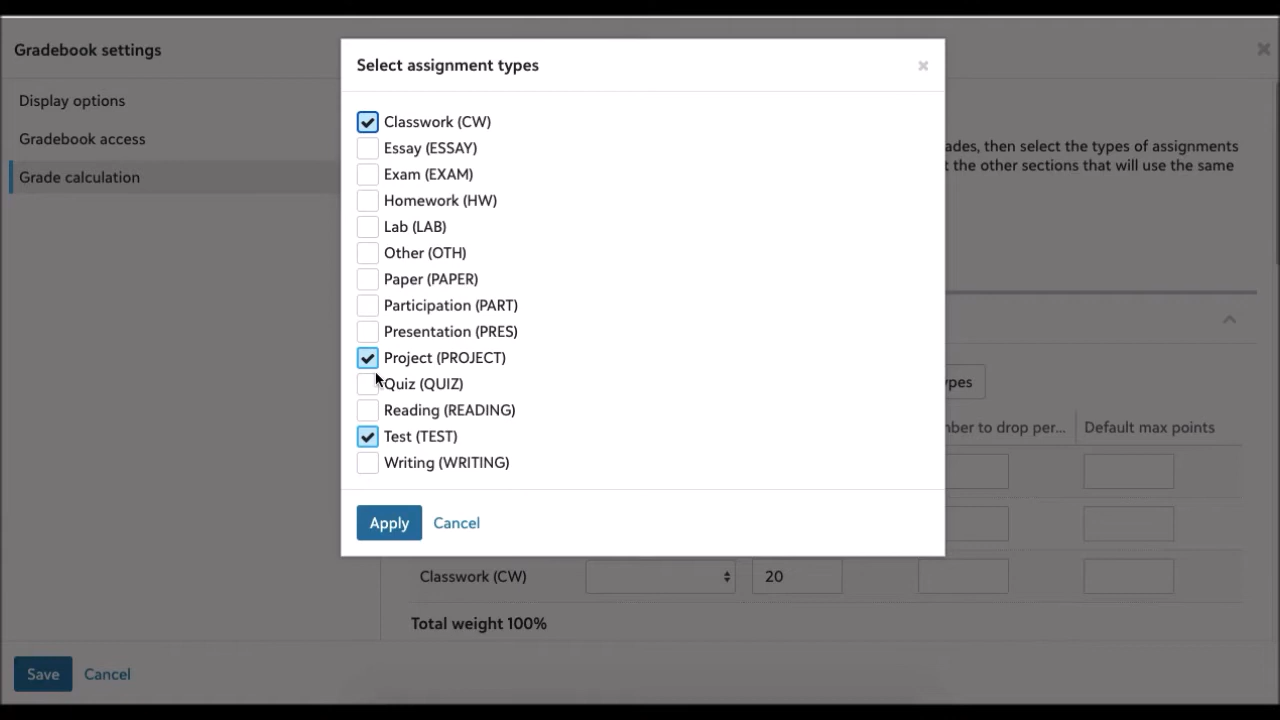 Gradebook settings
Display options
Gradebook access
Grade calculation
Select assignment types
Classwork (CW)
Essay (ESSAY)
Exam (EXAM)
Homework (HW)
Lab (LAB)
Other (OTH)
Paper (PAPER)
Participation (PART)
Presentation (PRES)
Project (PROJECT)
Quiz (QUIZ)
Reading (READING)
Test (TEST)
Writing (WRITING)
Apply Cancel
ades, then select the types of assignments
t the other sections that will use the same
ypes
ber to drop per... Default max points
Classwork (CW) 20
Total weight 100%
Save Cancel